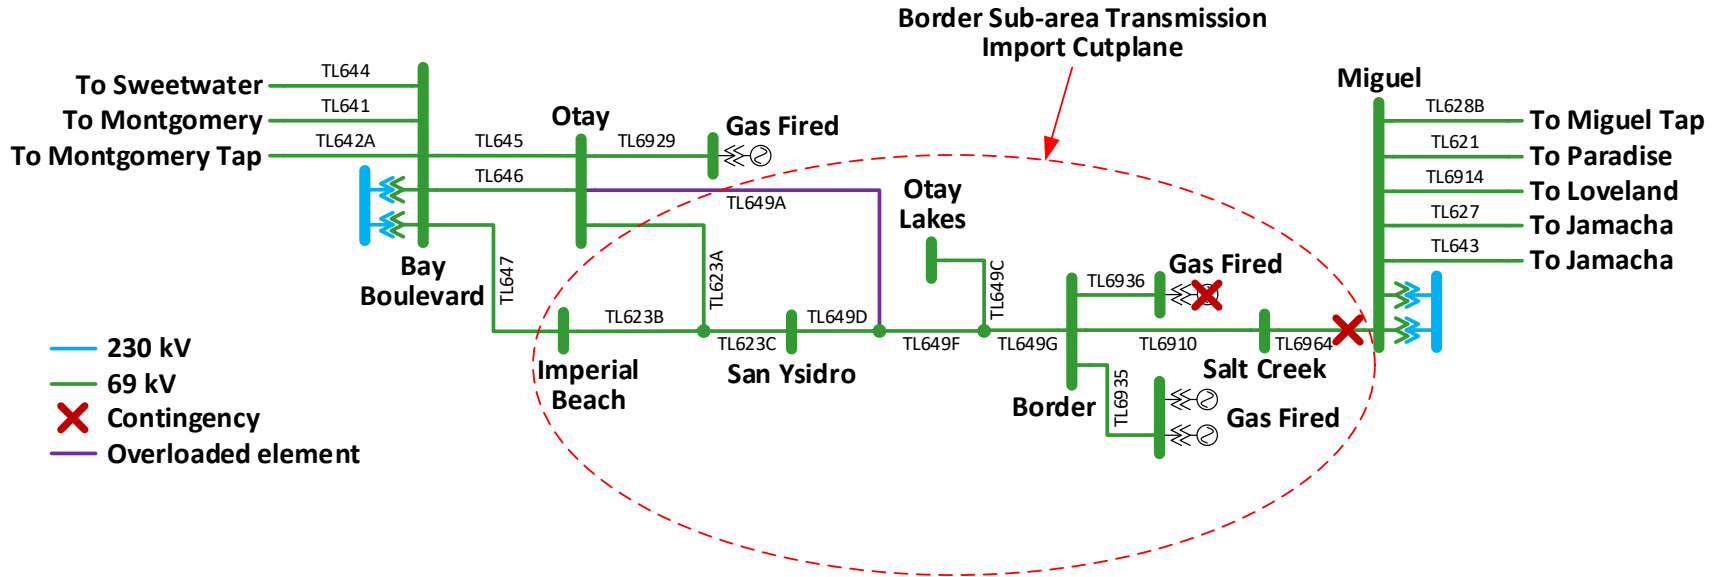 Border Sub-area Transmission
Import Cutplane
Miguel
To Sweetwater
TL644
To Montgomery
TL641
To Montgomery Tap
TL642A
TL645
TL646
Otay
TL6929
Gas Fired
TL649A
Bay
Boulevard
TL647
TL623A
Otay
Lakes
TL649C
TL628B
To Miguel Tap
TL621
To Paradise
TL6914
To Loveland
TL627
To Jamacha
TL643
To Jamacha
Gas Fired
TL6936
TL623B
TL623C
TL649D
TL649F
TL649G
TL6910
TL6964
Imperial
Beach
San Ysidro
Salt Creek
Border
TL6935
Gas Fired
230 kV
69 kV
Contingency
Overloaded element